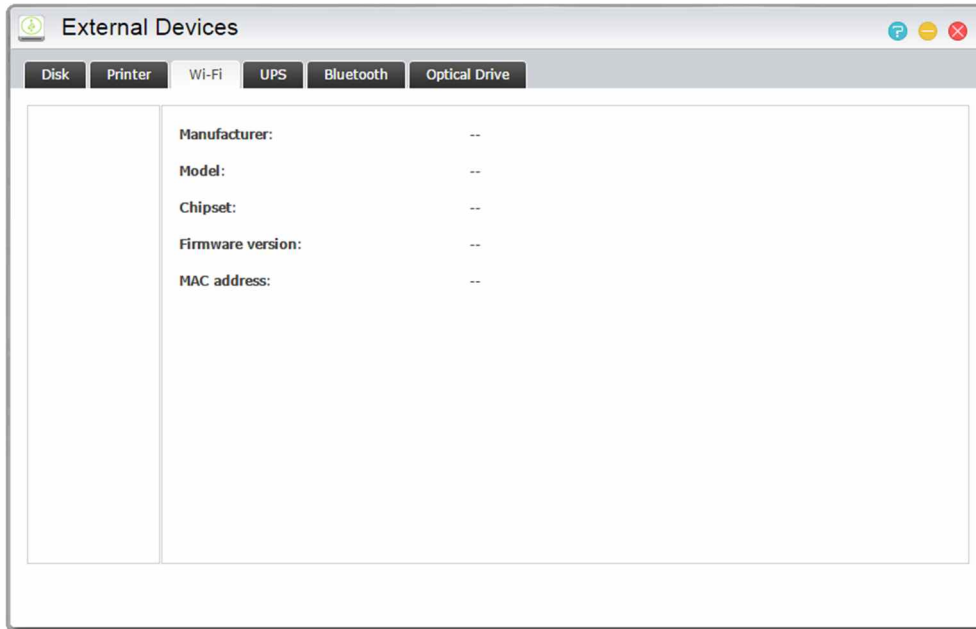 External Devices
Disk Printer Wi-Fi UPS Bluetooth Optical Drive
Manufacturer: --
Model: --
Chipset: --
Firmware version: --
MAC address: --